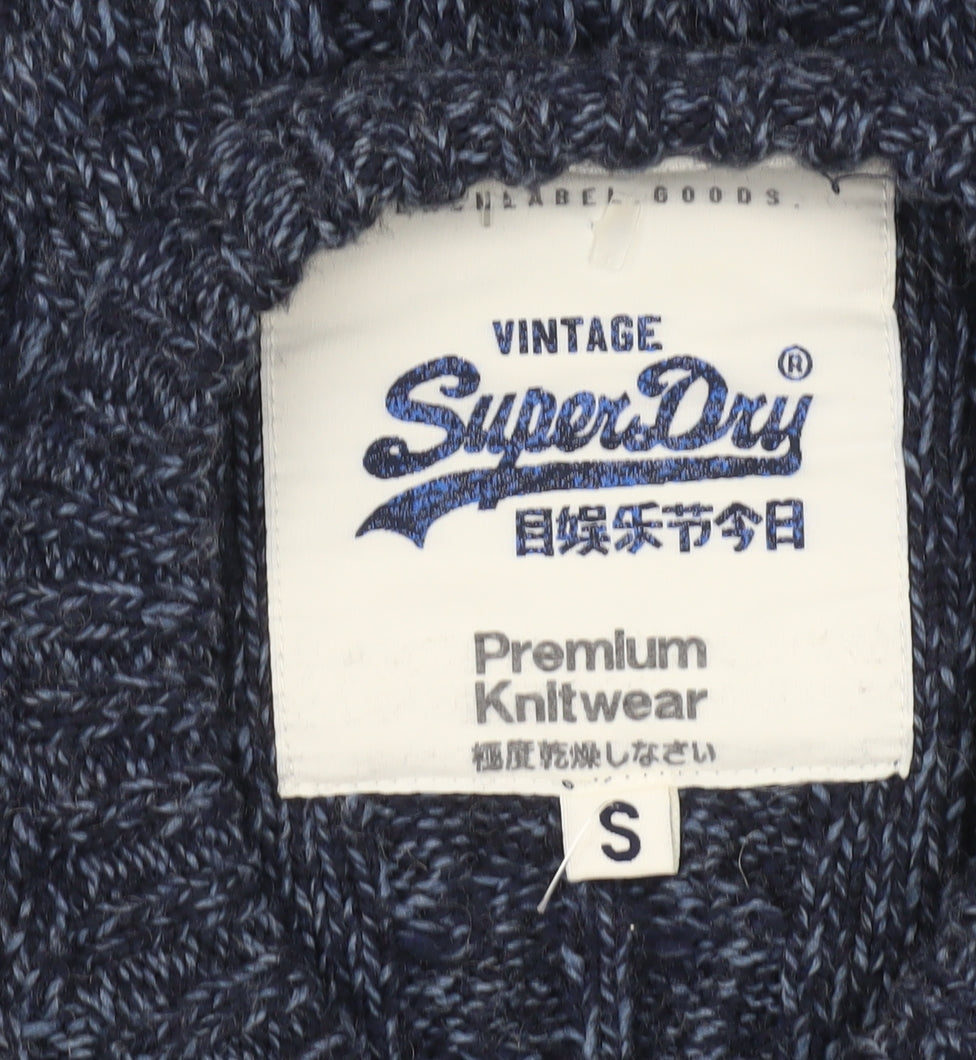 LABEL GOODS.
VINTAGE
SuperDry®
目娯乐节今日
Premium
Knitwear
極度乾燥しなさい
S